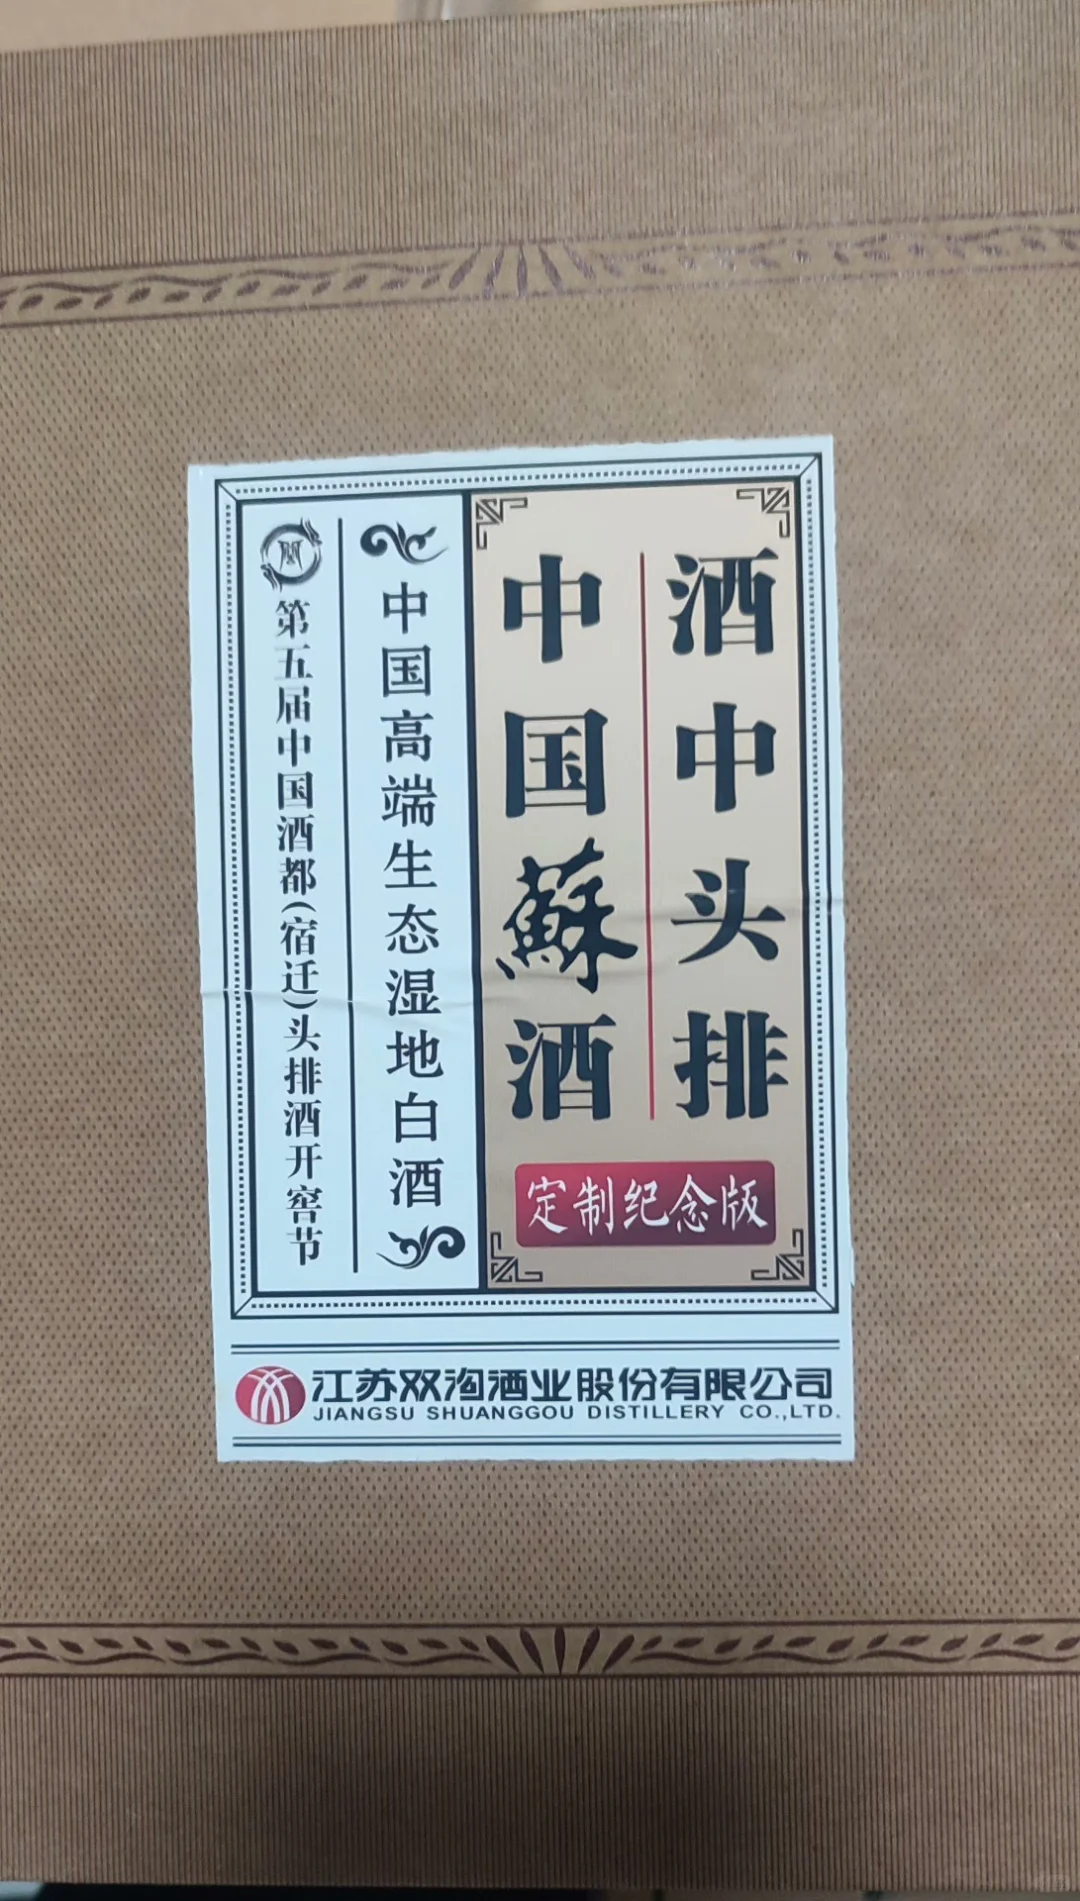 酒中头排
中国蘇酒
定制纪念版
中国高端生态湿地白酒
第五届中国酒都(宿迁)头排酒开窖节
江苏双沟酒业股份有限公司
JIANGSU SHUANGGOU DISTILLERY CO.,LTD.